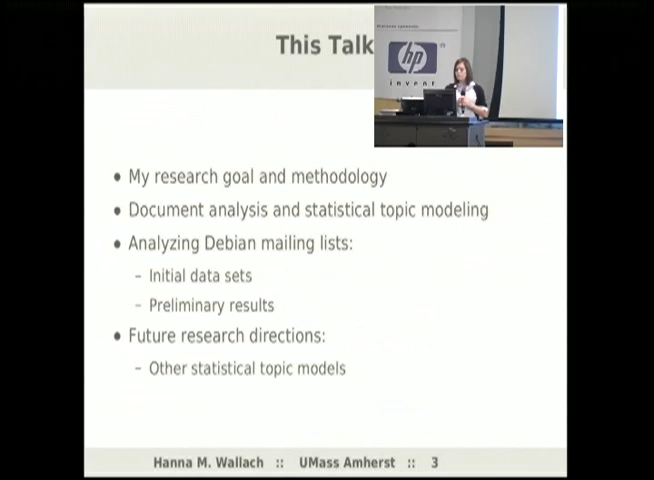 This Talk
hp
invent
• My research goal and methodology
• Document analysis and statistical topic modeling
• Analyzing Debian mailing lists:
– Initial data sets
– Preliminary results
• Future research directions:
– Other statistical topic models
Hanna M. Wallach :: UMass Amherst :: 3